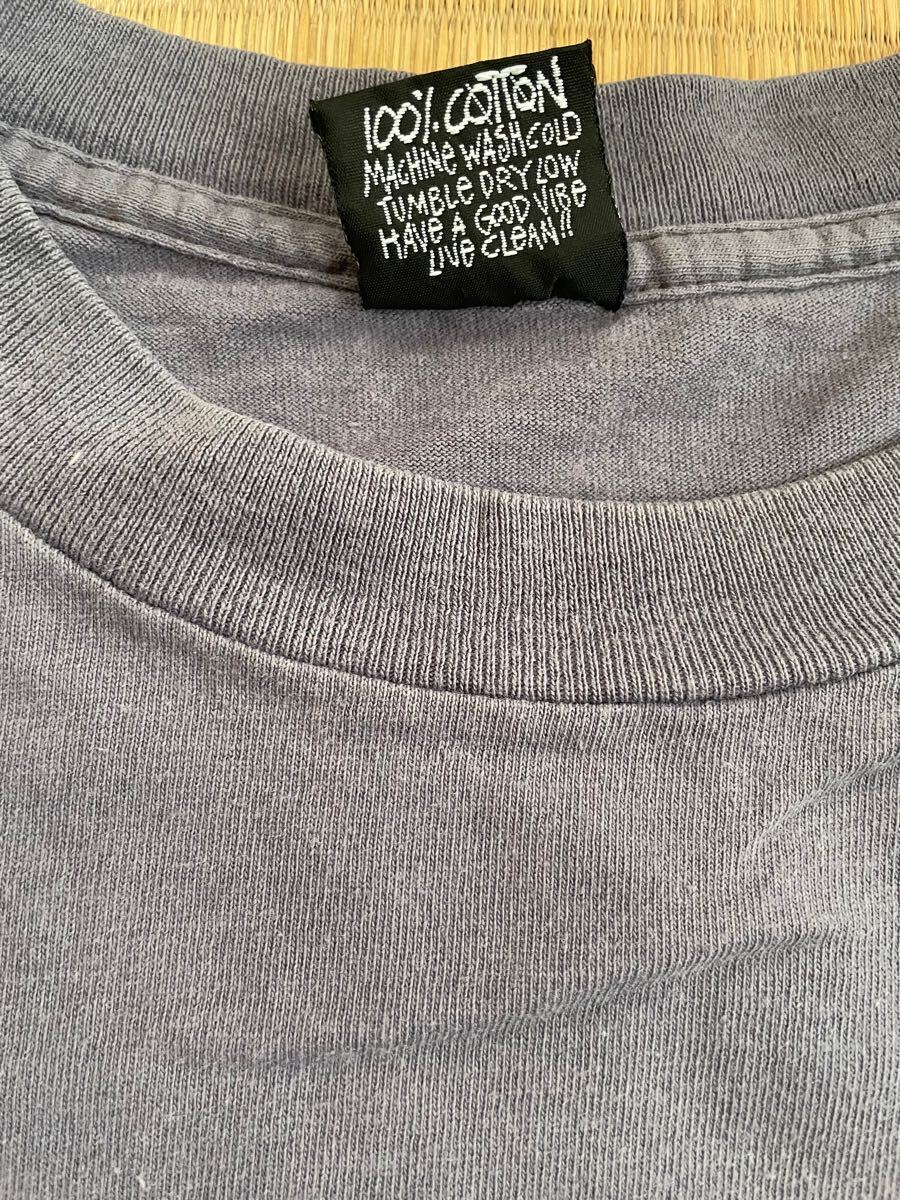 100% COTTON
MACHINE WASH COLD
TUMBLE DRY LOW
HAVE A GOOD VIBE
LIVE CLEAN!!